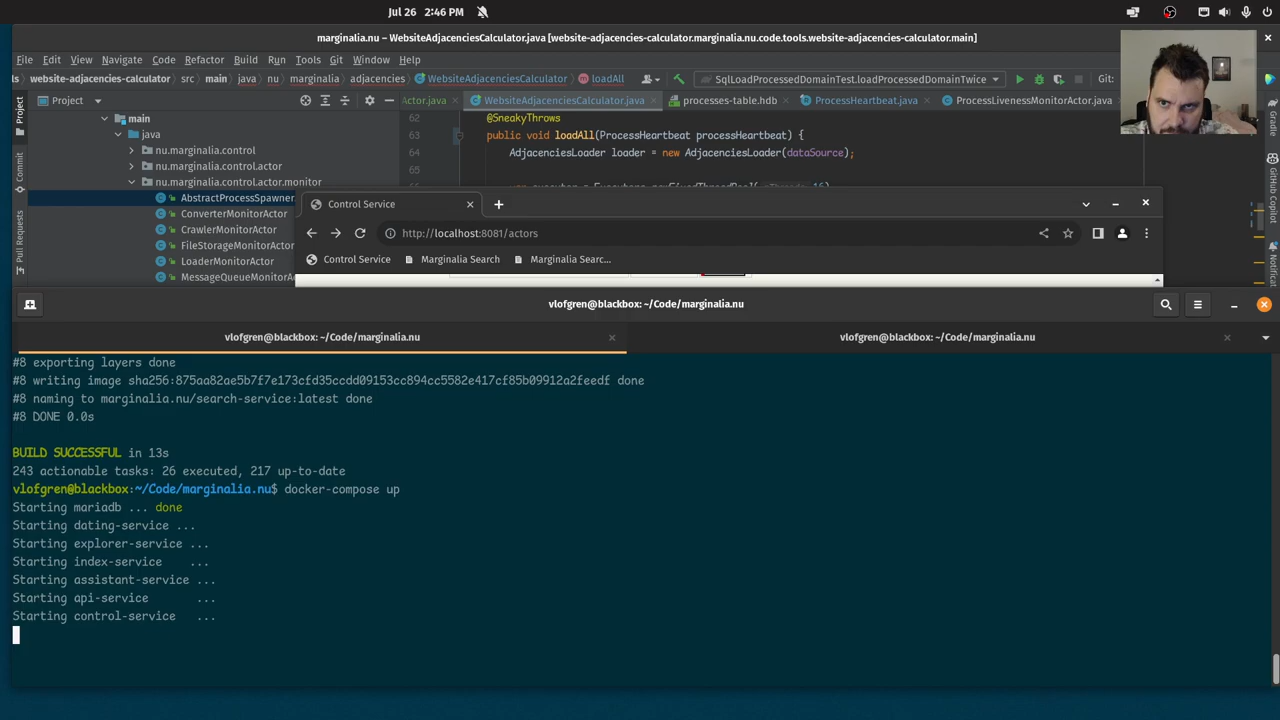 Jul 26 2:46 PM
marginalia.nu – WebsiteAdjacenciesCalculator.java [website-adjacencies-calculator.marginalia.nu.code.tools.website-adjacencies-calculator.main]
File Edit View Navigate Code Refactor Build Run Tools Git Window Help
ls website-adjacencies-calculator src main java nu marginalia adjacencies WebsiteAdjacenciesCalculator loadAll SqlLoadProcessedDomainTest.loadProcessedDomainTwice Git:
Project Actor.java WebsiteAdjacenciesCalculator.java processes-table.hdb ProcessHeartbeat.java ProcessLivenessMonitorActor.java
Project
Commit
Pull Requests
Gradle
GitHub Copilot
main
java
nu.marginalia.control
nu.marginalia.control.actor
nu.marginalia.control.actor.monitor
AbstractProcessSpawner
ConverterMonitorActor
CrawlerMonitorActor
FileStorageMonitorActor
LoaderMonitorActor
MessageQueueMonitorA
62 @SneakyThrows
63 public void loadAll(ProcessHeartbeat processHeartbeat) {
64 AdjacenciesLoader loader = new AdjacenciesLoader(dataSource);
65
Control Service
http://localhost:8081/actors
Control Service Marginalia Search Marginalia Searc...
vlofgren@blackbox: ~/Code/marginalia.nu
vlofgren@blackbox: ~/Code/marginalia.nu vlofgren@blackbox: ~/Code/marginalia.nu
#8 exporting layers done
#8 writing image sha256:875aa82ae5b7f7e173cfd35ccdd09153cc894cc5582e417cf85b09912a2feedf done
#8 naming to marginalia.nu/search-service:latest done
#8 DONE 0.0s
BUILD SUCCESSFUL in 13s
243 actionable tasks: 26 executed, 217 up-to-date
vlofgren@blackbox:~/Code/marginalia.nu$ docker-compose up
Starting mariadb ... done
Starting dating-service ...
Starting explorer-service ...
Starting index-service ...
Starting assistant-service ...
Starting api-service ...
Starting control-service ...